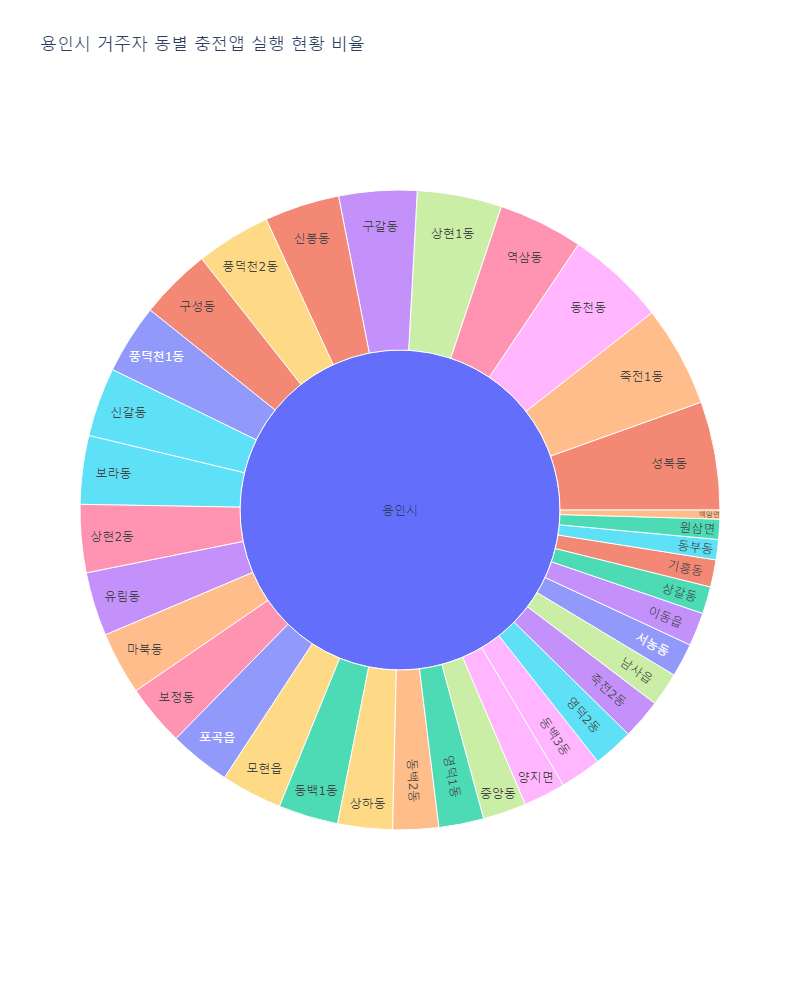 용인시 거주자 동별 충전앱 실행 현황 비율
구갈동
상현1동
역삼동
동천동
죽전1동
성복동
백암면
원삼면
동부동
기흥동
상갈동
이동읍
서농동
남사읍
죽전2동
영덕2동
동백3동
양지면
중앙동
영덕1동
동백2동
상하동
동백1동
모현읍
포곡읍
보정동
마북동
유림동
상현2동
보라동
신갈동
풍덕천1동
구성동
풍덕천2동
신봉동
용인시